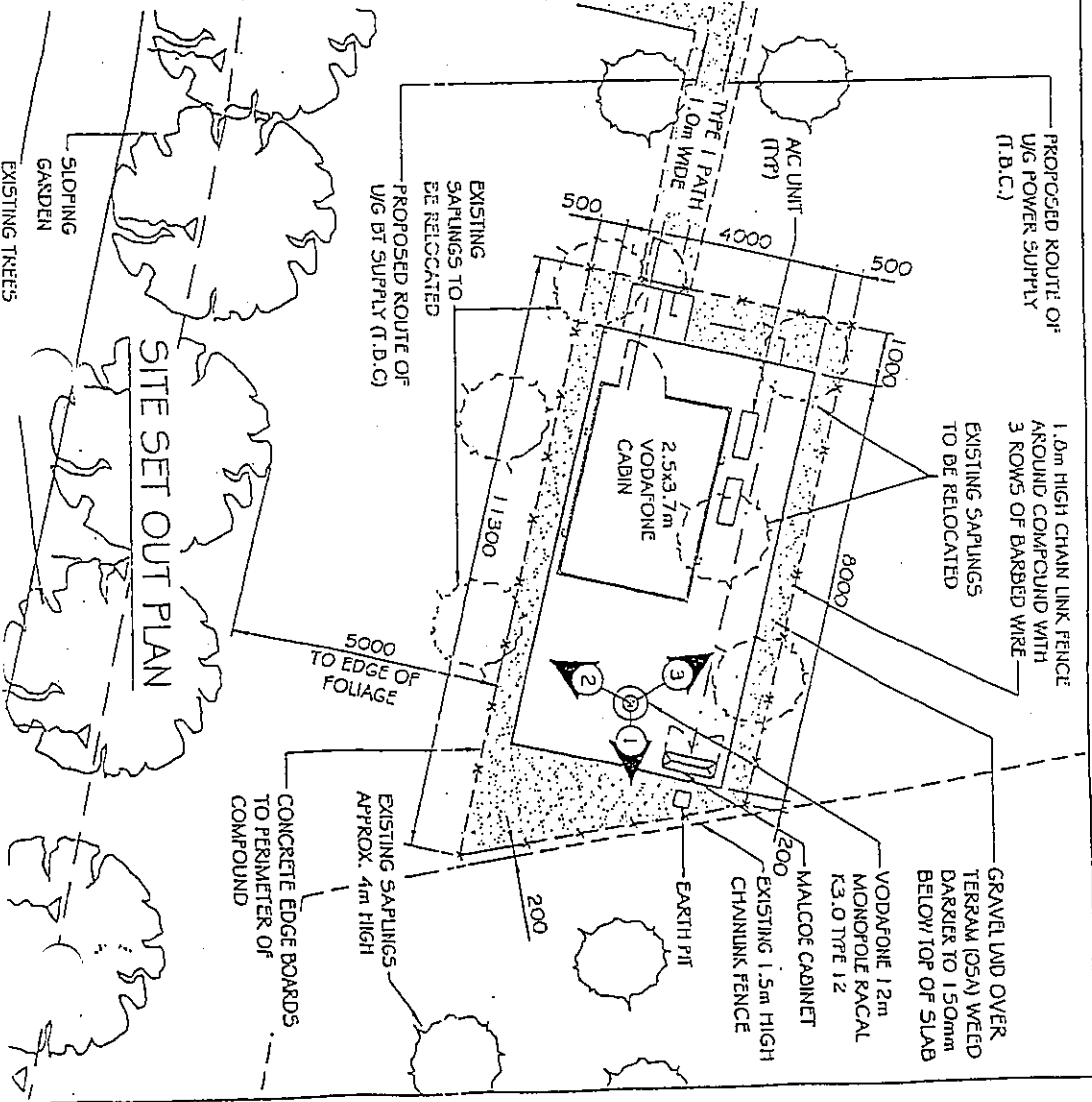 PROPOSED ROUTE OF
U/G POWER SUPPLY
(T.B.C.)
1.8m HIGH CHAIN LINK FENCE
AROUND COMPOUND WITH
3 ROWS OF BARBED WIRE
GRAVEL LAID OVER
TERRAM (OSA) WEED
BARRIER TO 150mm
BELOW TOP OF SLAB
A/C UNIT
(TYP)
EXISTING SAPLINGS
TO BE RELOCATED
VODAFONE 12m
MONOPOLE RACAL
K3.0 TYPE 12
MALCOE CABINET
EXISTING 1.5m HIGH
CHAINLINK FENCE
EARTH PIT
TYPE 1 PATH
1.0m WIDE
500
4000
500
1000
8000
200
2.5x3.7m
VODAFONE
CABIN
3
2
1
11300
200
EXISTING
SAPLINGS TO
BE RELOCATED
PROPOSED ROUTE OF
U/G BT SUPPLY (T.B.C)
5000
TO EDGE OF
FOLIAGE
EXISTING SAPLINGS
APPROX. 4m HIGH
CONCRETE EDGE BOARDS
TO PERIMETER OF
COMPOUND
SLOPING
GARDEN
EXISTING TREES
SITE SET OUT PLAN